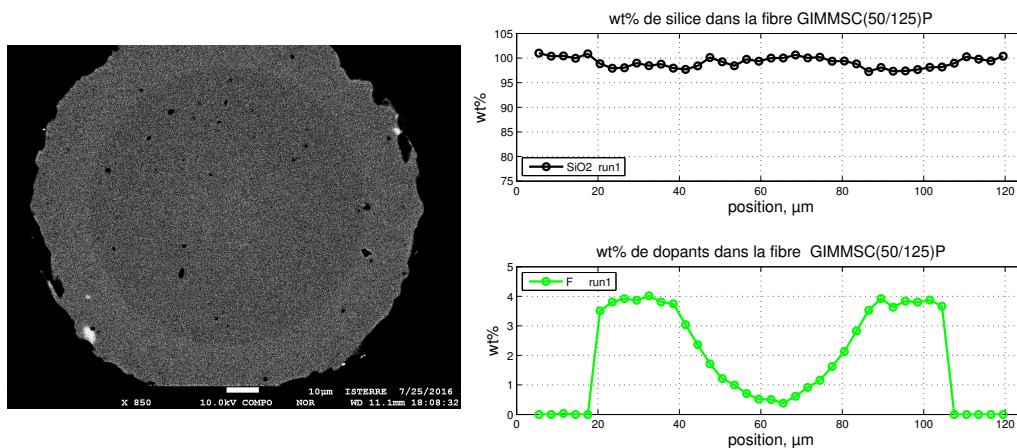 10µm ISTERRE 7/25/2016
X 850 10.0kV COMPO NOR WD 11.1mm 18:08:32
wt% de silice dans la fibre GIMMSC(50/125)P
105
100
95
90
85
80
75
wt%
SiO2 run1
0 20 40 60 80 100 120
position, µm
wt% de dopants dans la fibre GIMMSC(50/125)P
5
4
3
2
1
0
wt%
F run1
0 20 40 60 80 100 120
position, µm